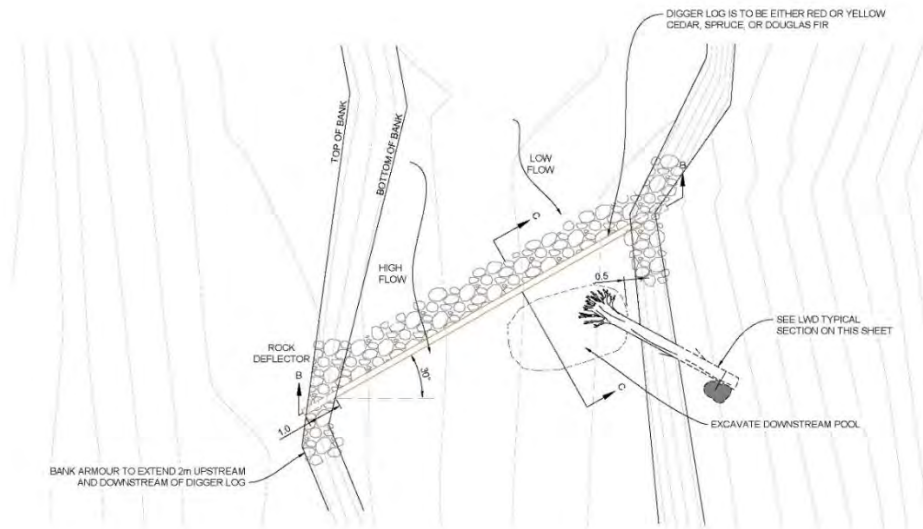 DIGGER LOG IS TO BE EITHER RED OR YELLOW
CEDAR, SPRUCE, OR DOUGLAS FIR
TOP OF BANK
BOTTOM OF BANK
LOW
FLOW
B
C
HIGH
FLOW
0.5
SEE LWD TYPICAL
SECTION ON THIS SHEET
ROCK
DEFLECTOR
B
30°
C
1.0
EXCAVATE DOWNSTREAM POOL
BANK ARMOUR TO EXTEND 2m UPSTREAM
AND DOWNSTREAM OF DIGGER LOG